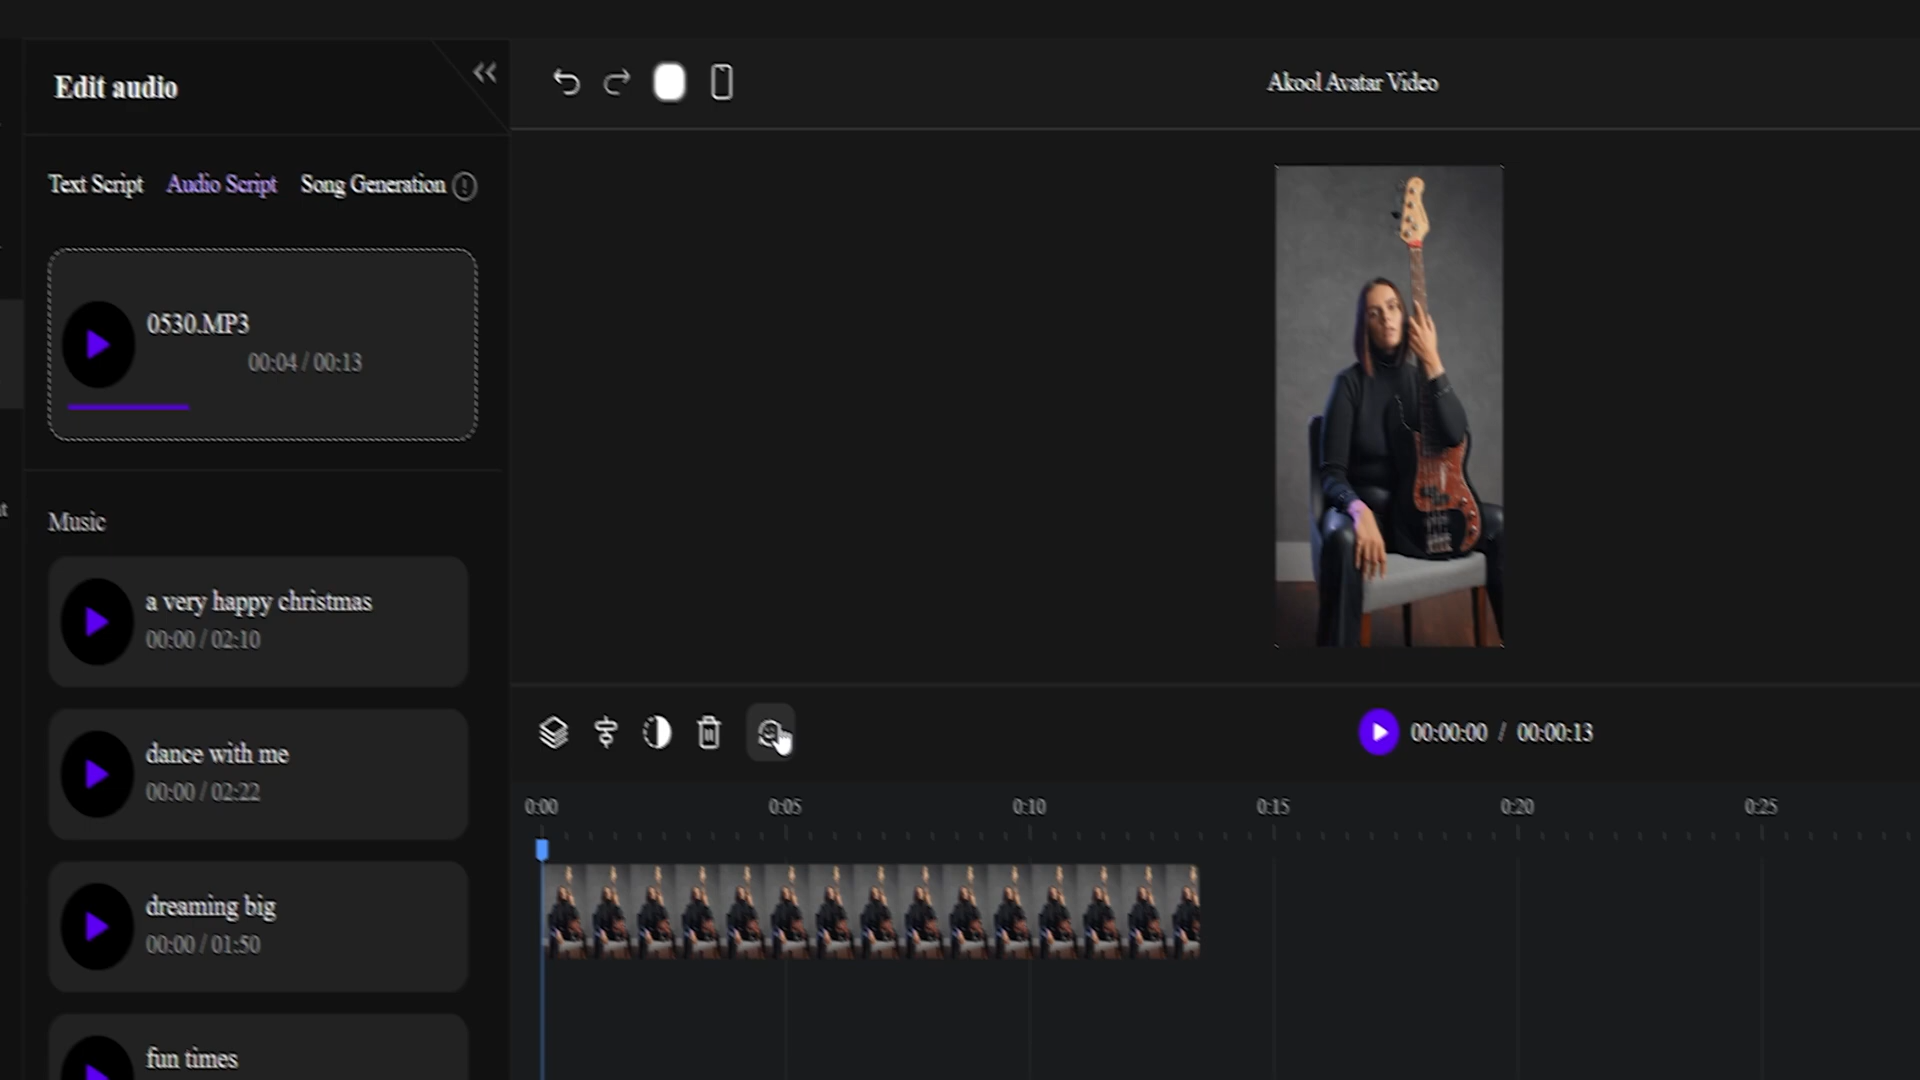 Edit audio
Akool Avatar Video
Text Script
Audio Script
Song Generation
0530.MP3
00:04 / 00:13
Music
a very happy christmas
00:00 / 02:10
dance with me
00:00 / 02:22
dreaming big
00:00 / 01:50
fun times
00:00:00 / 00:00:13
0:00
0:05
0:10
0:15
0:20
0:25